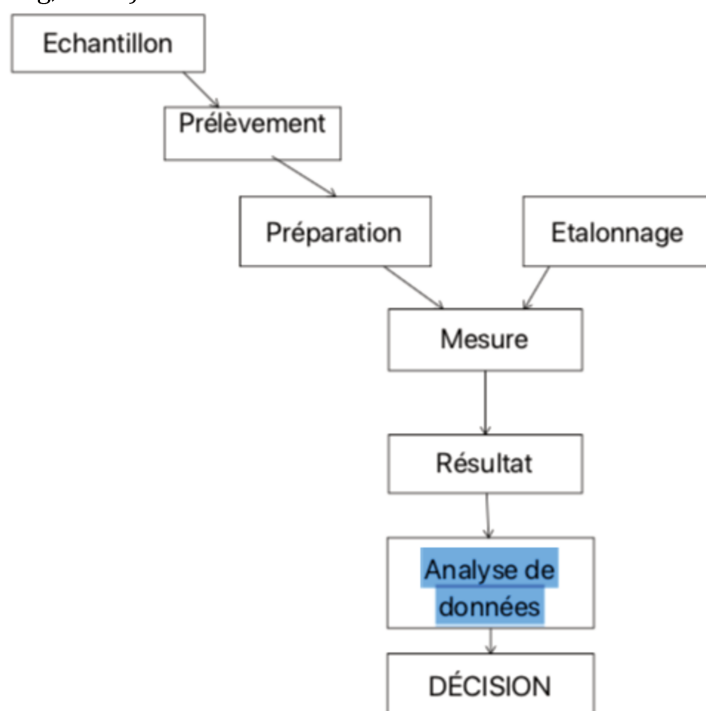 Echantillon
Prélèvement
Préparation
Etalonnage
Mesure
Résultat
Analyse de
données
DÉCISION